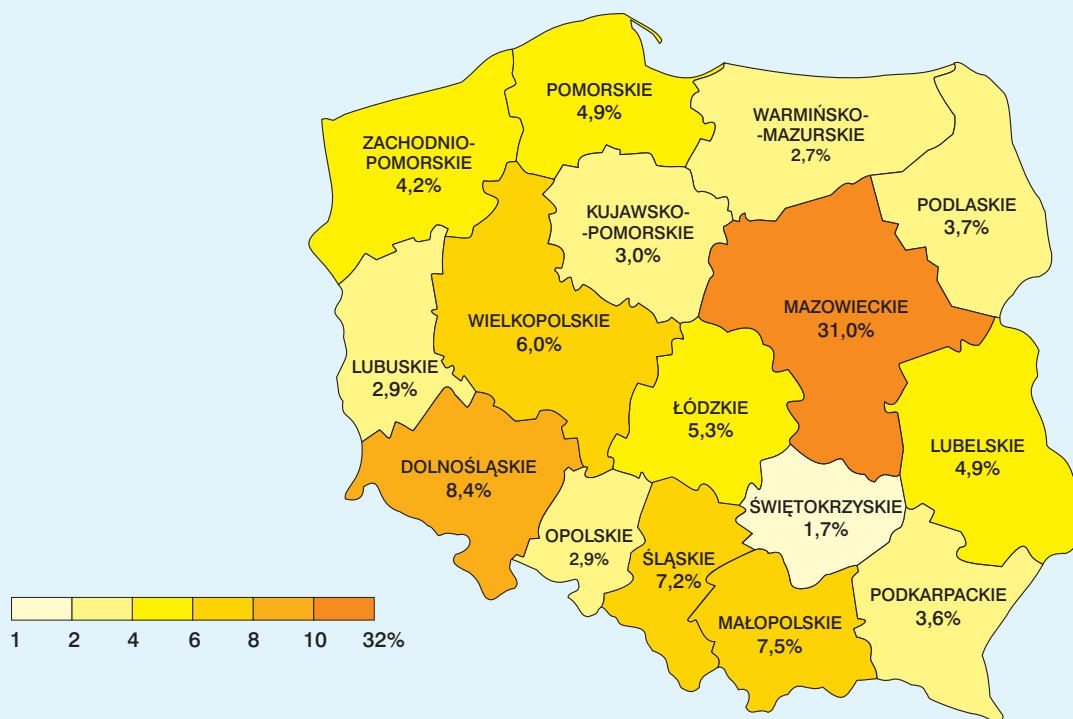 POMORSKIE
4,9%
WARMIŃSKO-
-MAZURSKIE
2,7%
ZACHODNIO-
POMORSKIE
4,2%
PODLASKIE
3,7%
KUJAWSKO-
-POMORSKIE
3,0%
MAZOWIECKIE
31,0%
WIELKOPOLSKIE
6,0%
LUBUSKIE
2,9%
ŁÓDZKIE
5,3%
LUBELSKIE
4,9%
DOLNOŚLĄSKIE
8,4%
ŚWIĘTOKRZYSKIE
1,7%
OPOLSKIE
2,9%
ŚLĄSKIE
7,2%
PODKARPACKIE
3,6%
MAŁOPOLSKIE
7,5%
1 2 4 6 8 10 32%